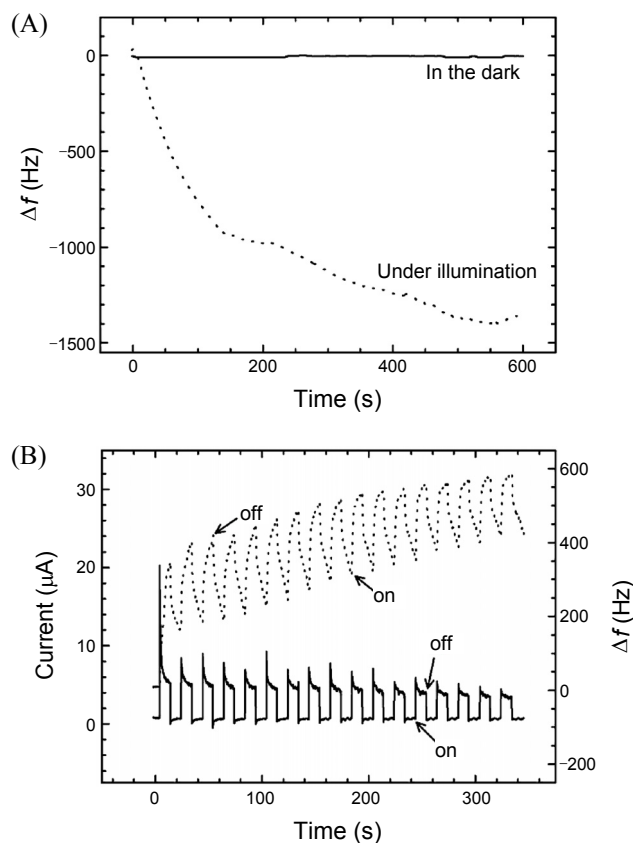 (A)
0
−500
−1000
−1500
Δf (Hz)
In the dark
Under illumination
0 200 400 600
Time (s)
(B)
30
20
10
0
Current (μA)
600
400
200
0
−200
Δf (Hz)
off
on
off
on
0 100 200 300
Time (s)